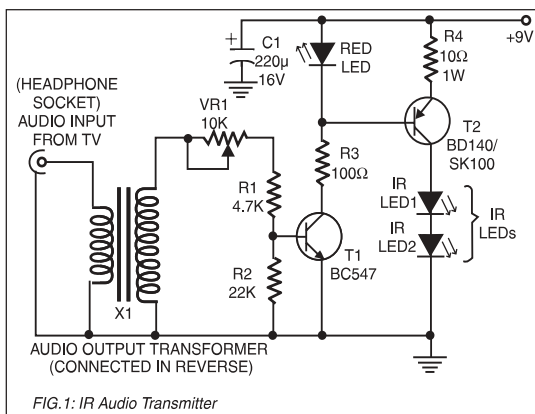 +9V
R4
10Ω
1W
RED
LED
+
C1
220µ
16V
(HEADPHONE
SOCKET)
AUDIO INPUT
FROM TV
VR1
10K
T2
BD140/
SK100
R3
100Ω
R1
4.7K
IR
LED1
IR
LED2
IR
LEDs
T1
BC547
R2
22K
X1
AUDIO OUTPUT TRANSFORMER
(CONNECTED IN REVERSE)
FIG.1: IR Audio Transmitter